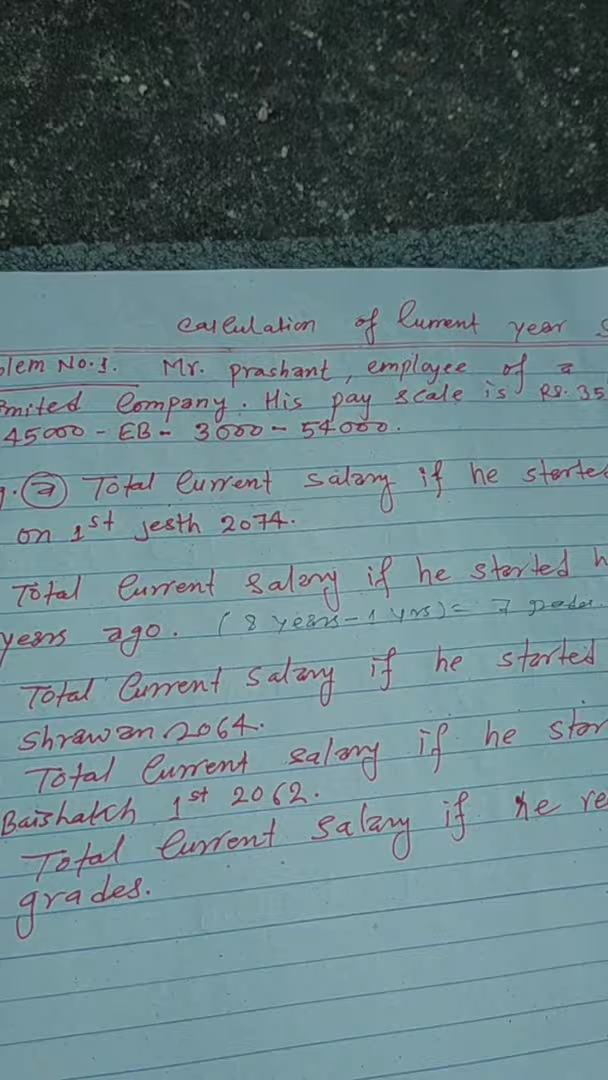 Calculation of Current year S
blem No.1. Mr. prashant, employee of a
imited Company. His pay scale is Rs. 35
45000 - EB - 3000 - 54000.
g. (a) Total Current salary if he started
on 1st jesth 2074.
Total Current salary if he started h
years ago. (8 years - 1 yrs) = 7 grades.
Total Current salary if he started
Shrawan 2064.
Total Current salary if he star
Baishakh 1st 2062.
Total Current salary if he re
grades.